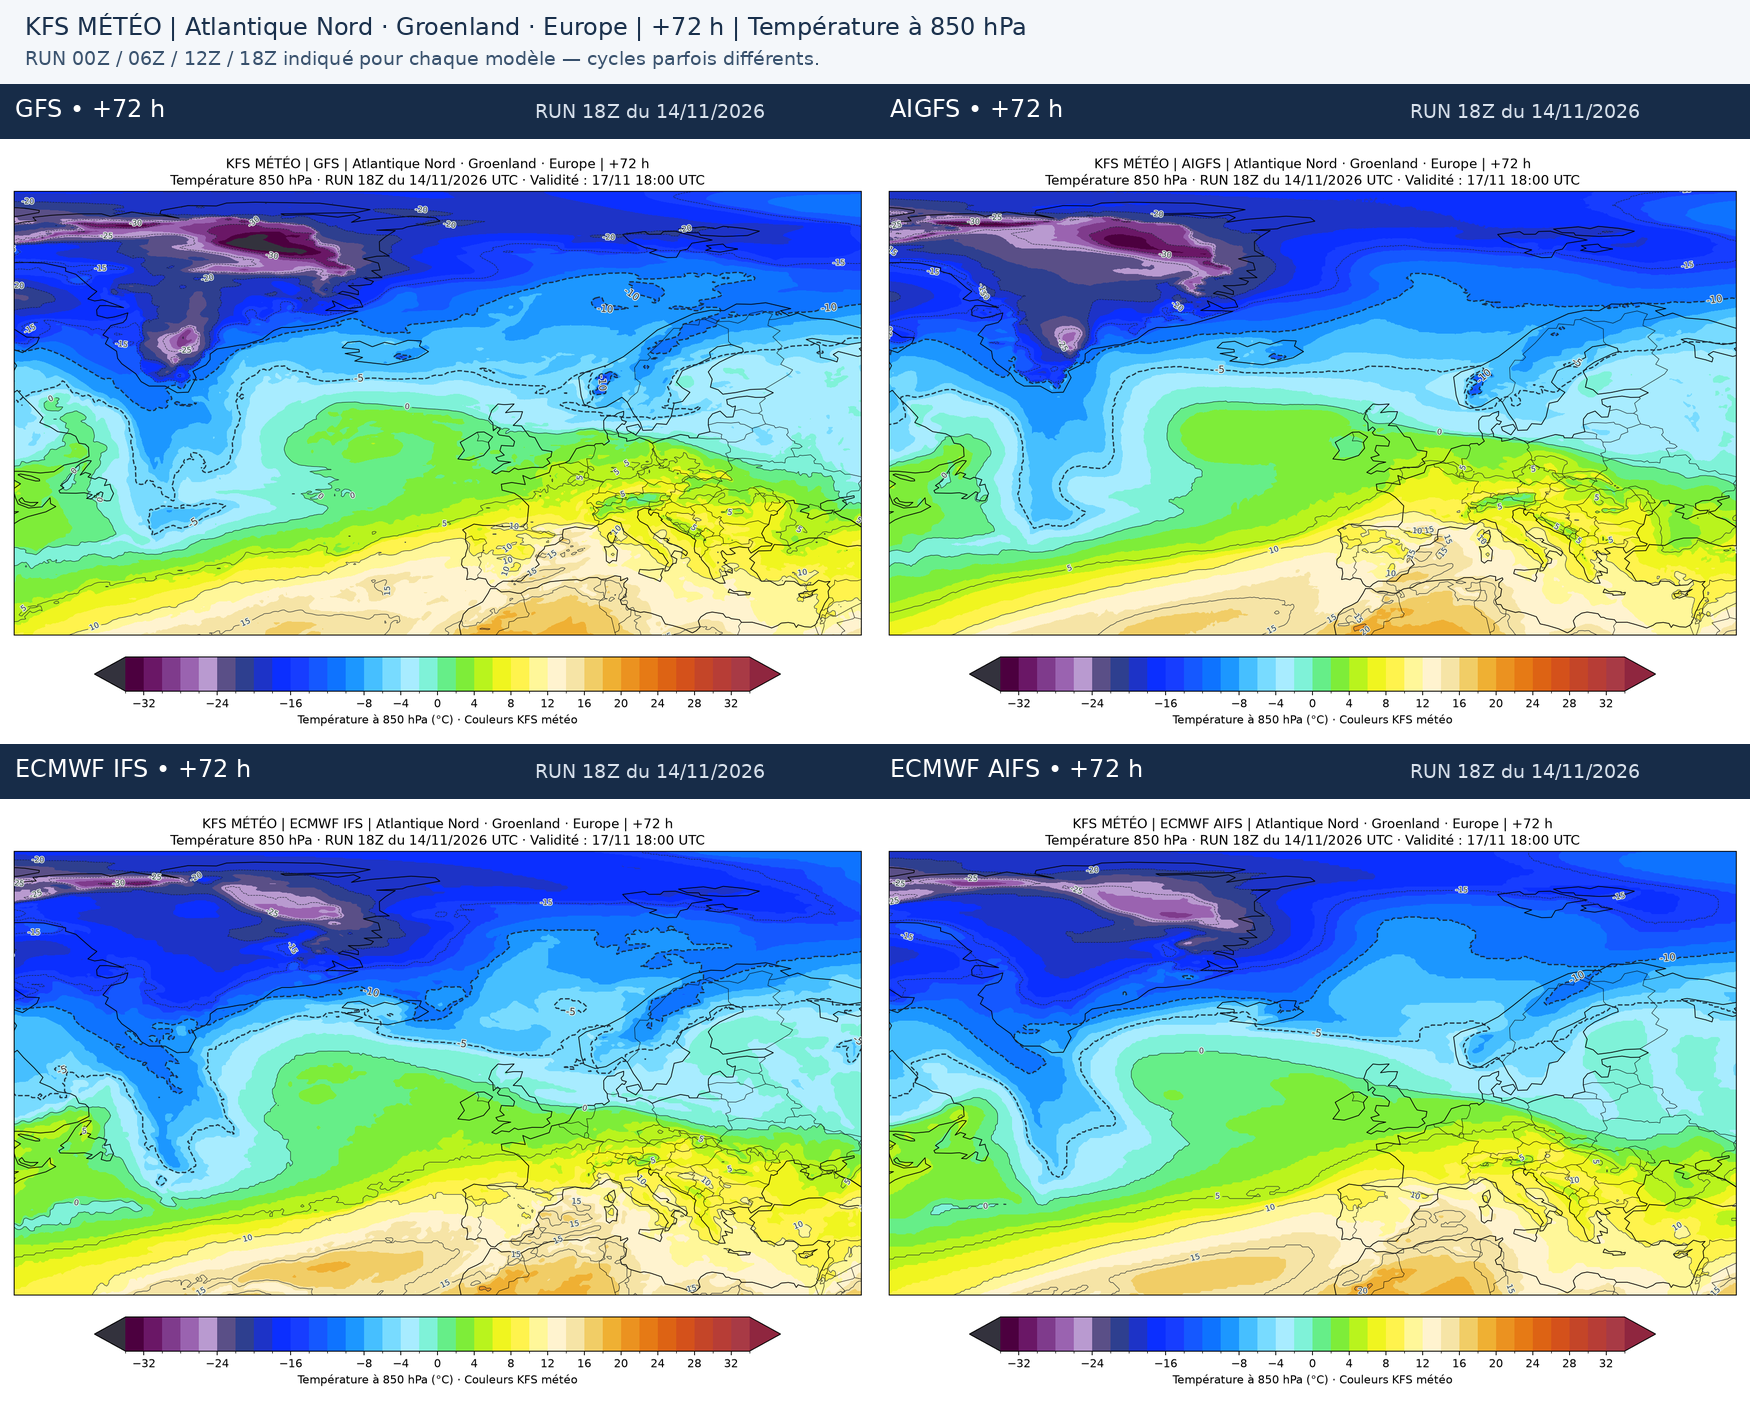 KFS MÉTÉO | Atlantique Nord · Groenland · Europe | +72 h | Température à 850 hPa
RUN 00Z / 06Z / 12Z / 18Z indiqué pour chaque modèle — cycles parfois différents.
GFS • +72 h
RUN 18Z du 14/11/2026
AIGFS • +72 h
RUN 18Z du 14/11/2026
KFS MÉTÉO | GFS | Atlantique Nord · Groenland · Europe | +72 h
Température 850 hPa · RUN 18Z du 14/11/2026 UTC · Validité : 17/11 18:00 UTC
KFS MÉTÉO | AIGFS | Atlantique Nord · Groenland · Europe | +72 h
Température 850 hPa · RUN 18Z du 14/11/2026 UTC · Validité : 17/11 18:00 UTC
−32 −24 −16 −8 −4 0 4 8 12 16 20 24 28 32
Température à 850 hPa (°C) · Couleurs KFS météo
−32 −24 −16 −8 −4 0 4 8 12 16 20 24 28 32
Température à 850 hPa (°C) · Couleurs KFS météo
ECMWF IFS • +72 h
RUN 18Z du 14/11/2026
ECMWF AIFS • +72 h
RUN 18Z du 14/11/2026
KFS MÉTÉO | ECMWF IFS | Atlantique Nord · Groenland · Europe | +72 h
Température 850 hPa · RUN 18Z du 14/11/2026 UTC · Validité : 17/11 18:00 UTC
KFS MÉTÉO | ECMWF AIFS | Atlantique Nord · Groenland · Europe | +72 h
Température 850 hPa · RUN 18Z du 14/11/2026 UTC · Validité : 17/11 18:00 UTC
−32 −24 −16 −8 −4 0 4 8 12 16 20 24 28 32
Température à 850 hPa (°C) · Couleurs KFS météo
−32 −24 −16 −8 −4 0 4 8 12 16 20 24 28 32
Température à 850 hPa (°C) · Couleurs KFS météo